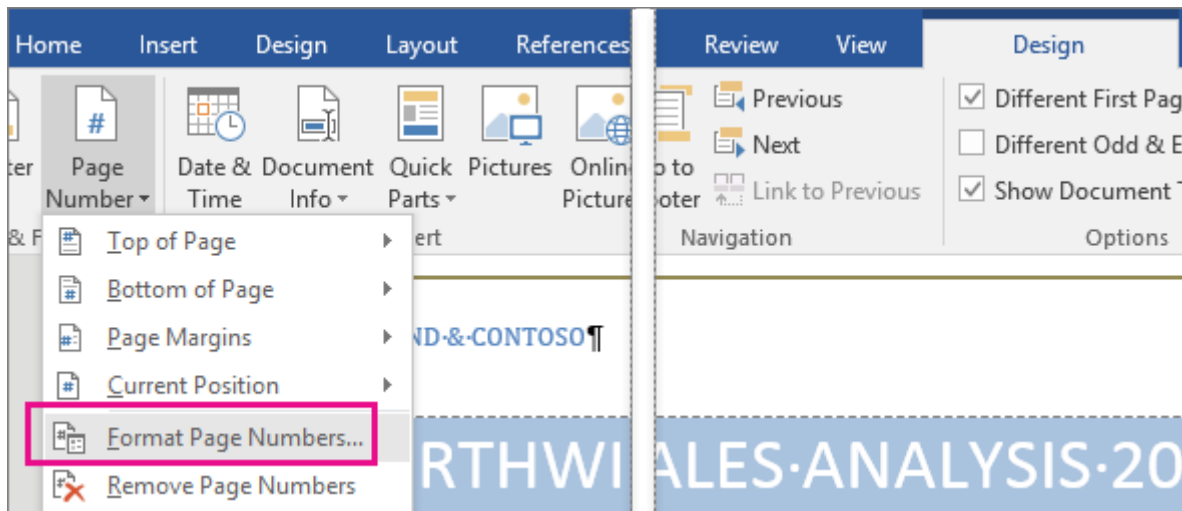 Home Insert Design Layout References Review View Design
Page Number
Date & Time
Document Info
Quick Parts
Pictures
Previous
Next
Link to Previous
Different First Pag
Different Odd & E
Show Document T
Navigation
Options
Top of Page
Bottom of Page
Page Margins
Current Position
Format Page Numbers...
Remove Page Numbers
ND·&·CONTOSO¶
RTHWI
ALES·ANALYSIS·20